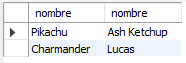 nombre nombre
Pikachu Ash Ketchup
Charmander Lucas